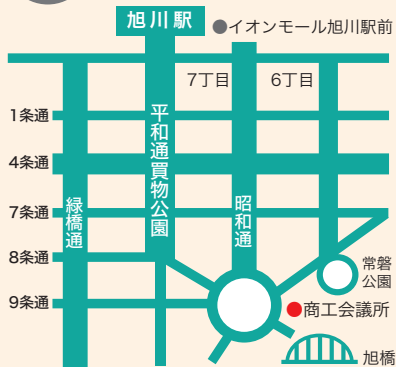 旭川駅
●イオンモール旭川駅前
7丁目
6丁目
1条通
平和通買物公園
4条通
緑橋通
7条通
昭和通
8条通
常磐
公園
9条通
●商工会議所
旭橋